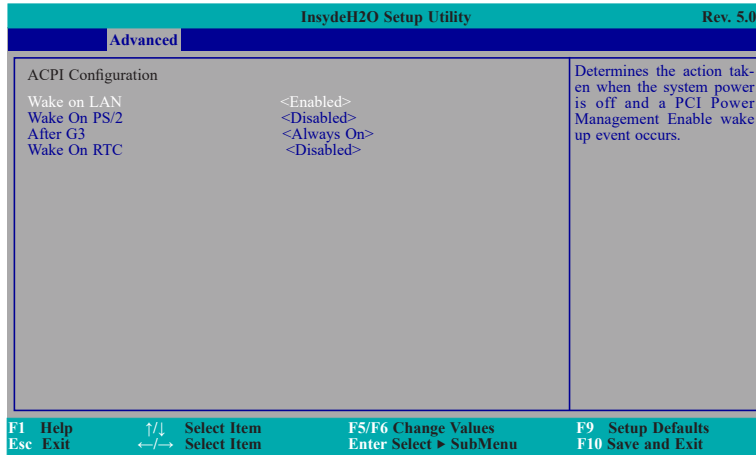 InsydeH2O Setup Utility Rev. 5.0
Advanced
ACPI Configuration
Wake on LAN <Enabled>
Wake On PS/2 <Disabled>
After G3 <Always On>
Wake On RTC <Disabled>
Determines the action tak-
en when the system power
is off and a PCI Power
Management Enable wake
up event occurs.
F1 Help ↑/↓ Select Item F5/F6 Change Values F9 Setup Defaults
Esc Exit ←/→ Select Item Enter Select ► SubMenu F10 Save and Exit